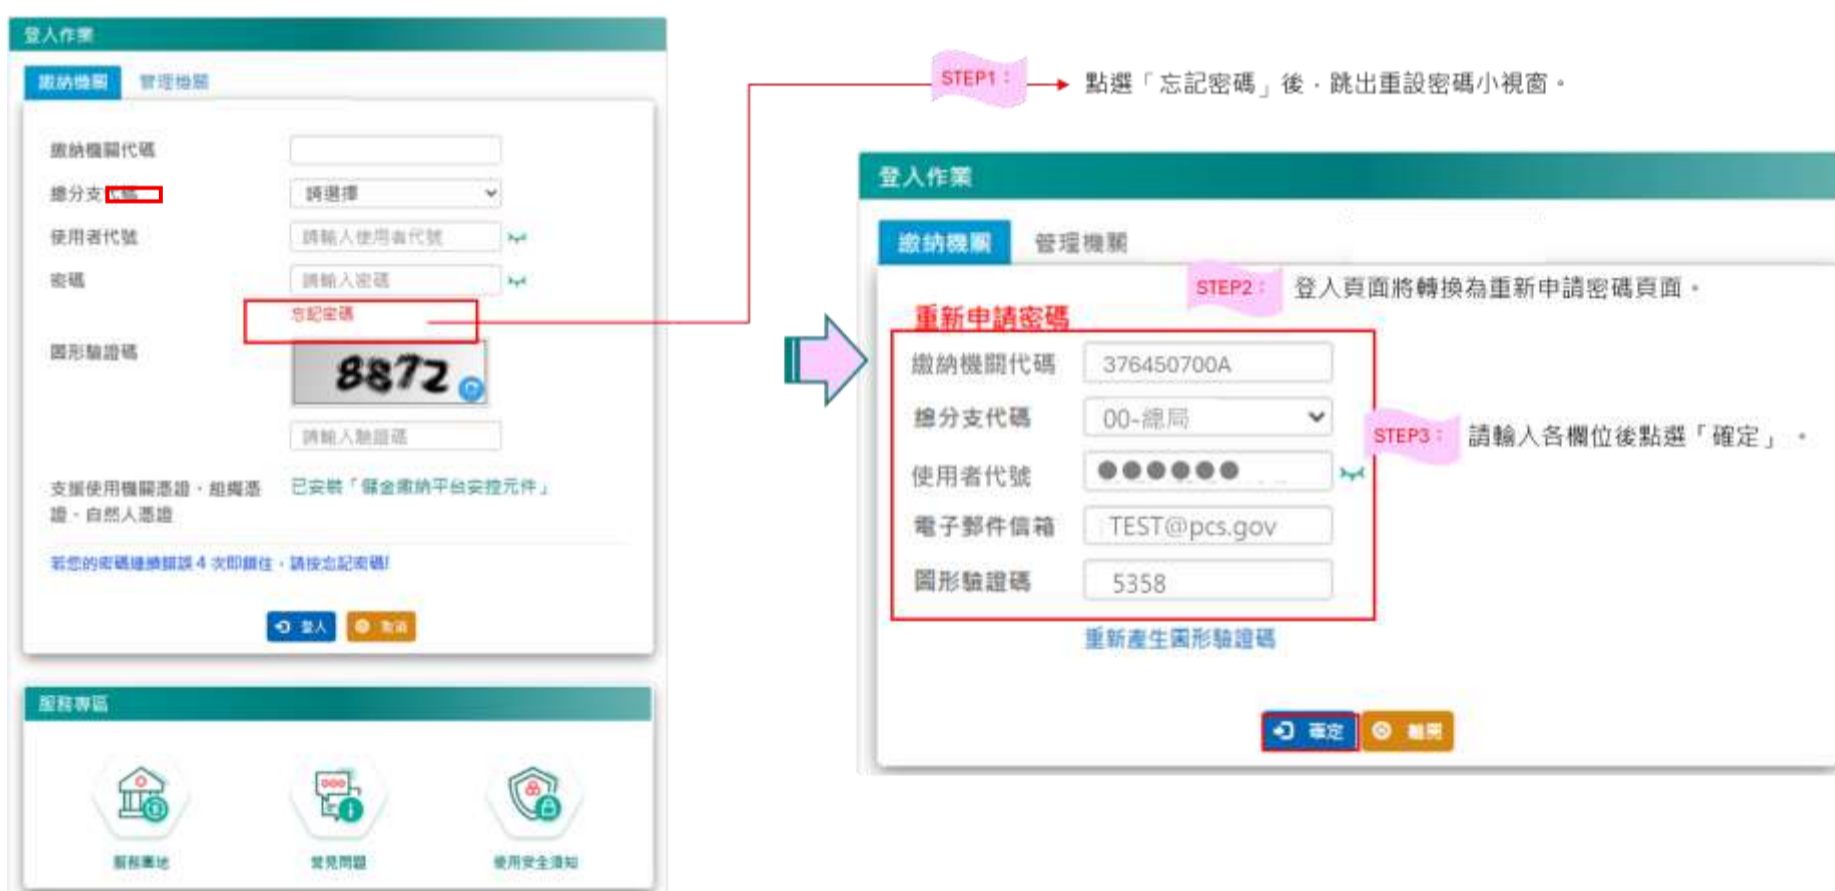 登入作業
繳納機關 管理機關
繳納機關代碼
總分支代碼 請選擇
使用者代號 請輸入使用者代號
密碼 請輸入密碼
忘記密碼
圖形驗證碼
8872
請輸入驗證碼
支援使用機關憑證、組織憑證、自然人憑證
已安裝「儲金繳納平台安控元件」
若您的密碼連續錯誤 4 次即鎖住，請按忘記密碼!
登入 取消
服務專區
服務園地 常見問題 使用安全須知
STEP1： 點選「忘記密碼」後，跳出重設密碼小視窗。
登入作業
繳納機關 管理機關
STEP2： 登入頁面將轉換為重新申請密碼頁面。
重新申請密碼
繳納機關代碼 376450700A
總分支代碼 00-總局
STEP3： 請輸入各欄位後點選「確定」。
使用者代號 ●●●●●●
電子郵件信箱 TEST@pcs.gov
圖形驗證碼 5358
重新產生圖形驗證碼
確定 離開